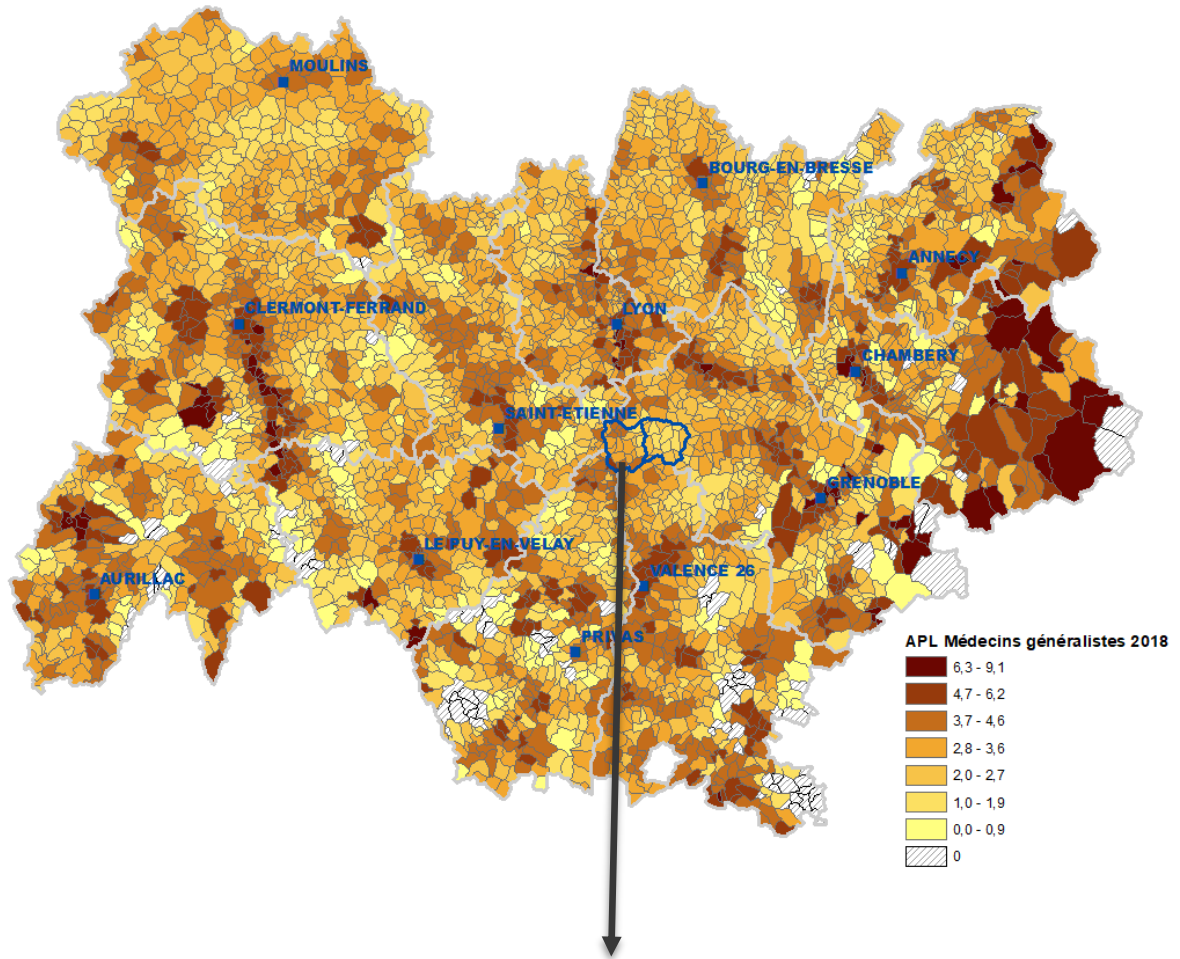 MOULINS
BOURG-EN-BRESSE
ANNECY
CLERMONT-FERRAND
LYON
CHAMBERY
SAINT-ETIENNE
GRENOBLE
LE PUY-EN-VELAY
VALENCE 26
AURILLAC
PRIVAS
APL Médecins généralistes 2018
6,3 - 9,1
4,7 - 6,2
3,7 - 4,6
2,8 - 3,6
2,0 - 2,7
1,0 - 1,9
0,0 - 0,9
0